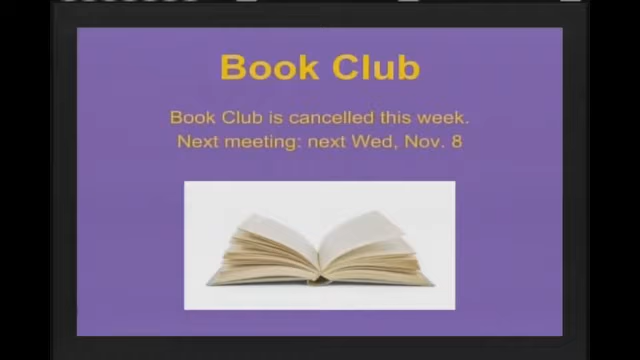 Book Club
Book Club is cancelled this week.
Next meeting: next Wed, Nov. 8